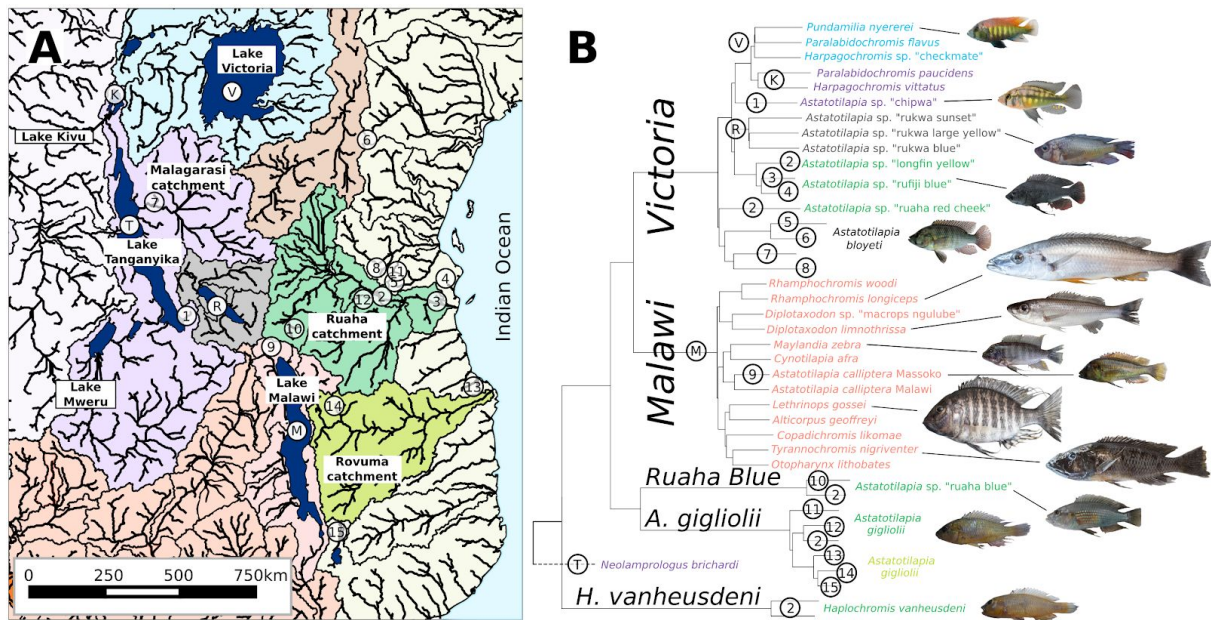 A
Lake
Victoria
V
K
Lake Kivu
6
Malagasi
catchment
7
T
Lake
Tanganyika
8
11
5
4
12
2
3
1
R
Ruaha
catchment
10
9
Lake
Mweru
Lake
Malawi
13
14
M
Rovuma
catchment
15
Indian Ocean
0 250 500 750km
B
Victoria
Malawi
V
Pundamilia nyererei
Paralabidochromis flavus
Harpagochromis sp. "checkmate"
K
Paralabidochromis paucidens
Harpagochromis vittatus
1
Astatotilapia sp. "chipwa"
R
Astatotilapia sp. "rukwa sunset"
Astatotilapia sp. "rukwa large yellow"
Astatotilapia sp. "rukwa blue"
2
Astatotilapia sp. "longfin yellow"
3
4
Astatotilapia sp. "rufiji blue"
2
Astatotilapia sp. "ruaha red cheek"
5
6
Astatotilapia
bloyeti
7
8
M
Rhamphochromis woodi
Rhamphochromis longiceps
Diplotaxodon sp. "macrops ngulube"
Diplotaxodon limnothrissa
Maylandia zebra
Cynotilapia afra
9
Astatotilapia calliptera Massoko
Astatotilapia calliptera Malawi
Lethrinops gossei
Alticorpus geoffreyi
Copadichromis likomae
Tyrannochromis nigriventer
Otopharynx lithobates
Ruaha Blue
10
2
Astatotilapia sp. "ruaha blue"
A. gigliolii
11
12
2
Astatotilapia
gigliolii
13
14
15
Astatotilapia
gigliolii
T
Neolamprologus brichardi
H. vanheusdeni
2
Haplochromis vanheusdeni